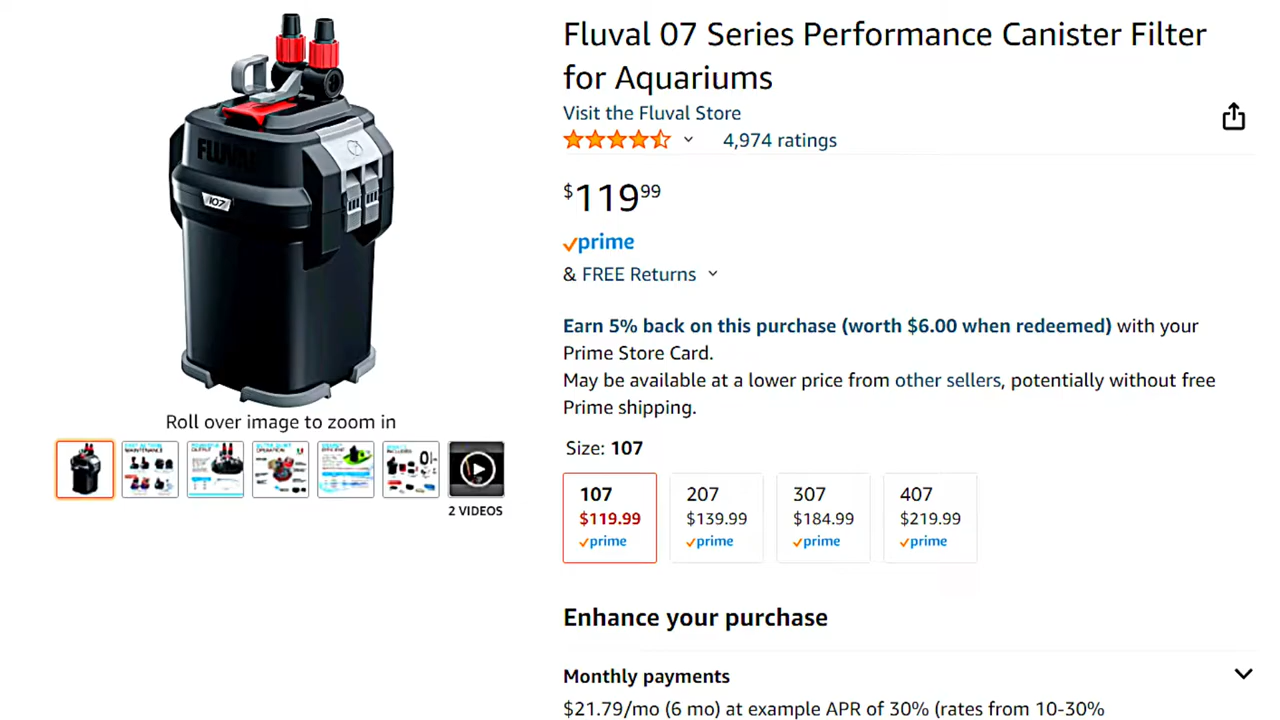 Fluval 07 Series Performance Canister Filter
for Aquariums
Visit the Fluval Store
4,974 ratings
$119.99
prime
& FREE Returns
Earn 5% back on this purchase (worth $6.00 when redeemed) with your
Prime Store Card.
May be available at a lower price from other sellers, potentially without free
Prime shipping.
Size: 107
107
$119.99
prime
207
$139.99
prime
307
$184.99
prime
407
$219.99
prime
Enhance your purchase
Monthly payments
$21.79/mo (6 mo) at example APR of 30% (rates from 10-30%
FLUVAL
107
Roll over image to zoom in
MAINTENANCE
OPERATION
2 VIDEOS